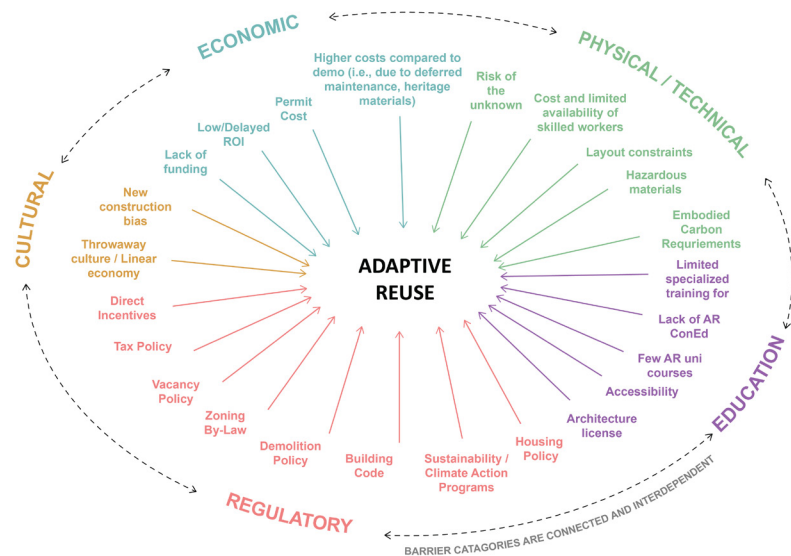 ECONOMIC
Higher costs compared to
demo (i.e., due to deferred
maintenance, heritage
materials)
Permit
Cost
Low/Delayed
ROI
Lack of
funding
PHYSICAL / TECHNICAL
Risk of
the
unknown
Cost and limited
availability of
skilled workers
Layout constraints
Hazardous
materials
Embodied
Carbon
Requriements
CULTURAL
New
construction
bias
Throwaway
culture / Linear
economy
ADAPTIVE
REUSE
Limited
specialized
training for
Lack of AR
ConEd
Few AR uni
courses
Accessibility
Architecture
license
EDUCATION
Direct
Incentives
Tax Policy
Vacancy
Policy
Zoning
By-Law
Demolition
Policy
Building
Code
Sustainability /
Climate Action
Programs
Housing
Policy
REGULATORY
BARRIER CATAGORIES ARE CONNECTED AND INTERDEPENDENT